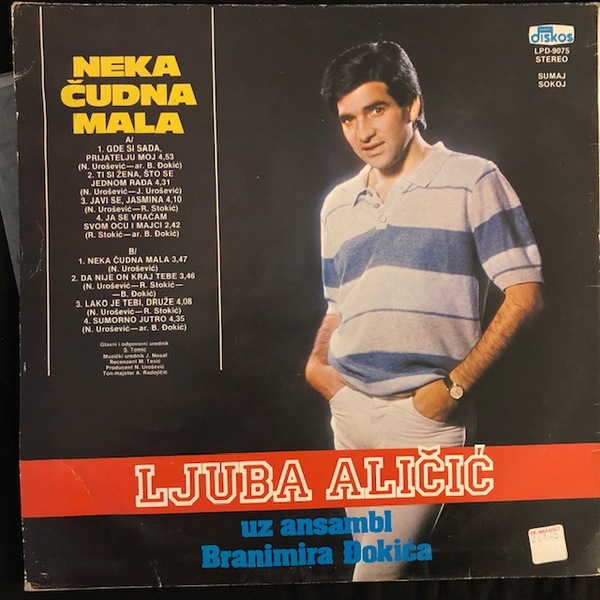 NEKA
ČUDNA
MALA
A/
1. GDE SI SADA,
PRIJATELJU MOJ 4,53
(N. Urošević—ar. B. Đokić)
2. TI SI ŽENA, ŠTO SE
JEDNOM RAĐA 4,31
(N. Urošević—J. Urošević)
3. JAVI SE, JASMINA 4,10
(N. Urošević—R. Stokić)
4. JA SE VRAĆAM
SVOM OCU I MAJCI 2,42
(R. Stokić—ar. B. Đokić)
B/
1. NEKA ČUDNA MALA 3,47
(N. Urošević)
2. DA NIJE ON KRAJ TEBE 3,46
(N. Urošević—R. Stokić—
—B. Đokić)
3. LAKO JE TEBI, DRUŽE 4,08
(N. Urošević—R. Stokić)
4. SUMORNO JUTRO 4,35
(N. Urošević—ar. B. Đokić)
Glavni i odgovorni urednik
S. Tomić
Muzički urednik J. Nosal
Recenzent M. Tasić
Producent N. Urošević
Ton-majstor A. Radojičić
diskos
LPD-9075
STEREO
SUMAJ
SOKOJ
LJUBA ALIČIĆ
uz ansambl
Branimira Đokića